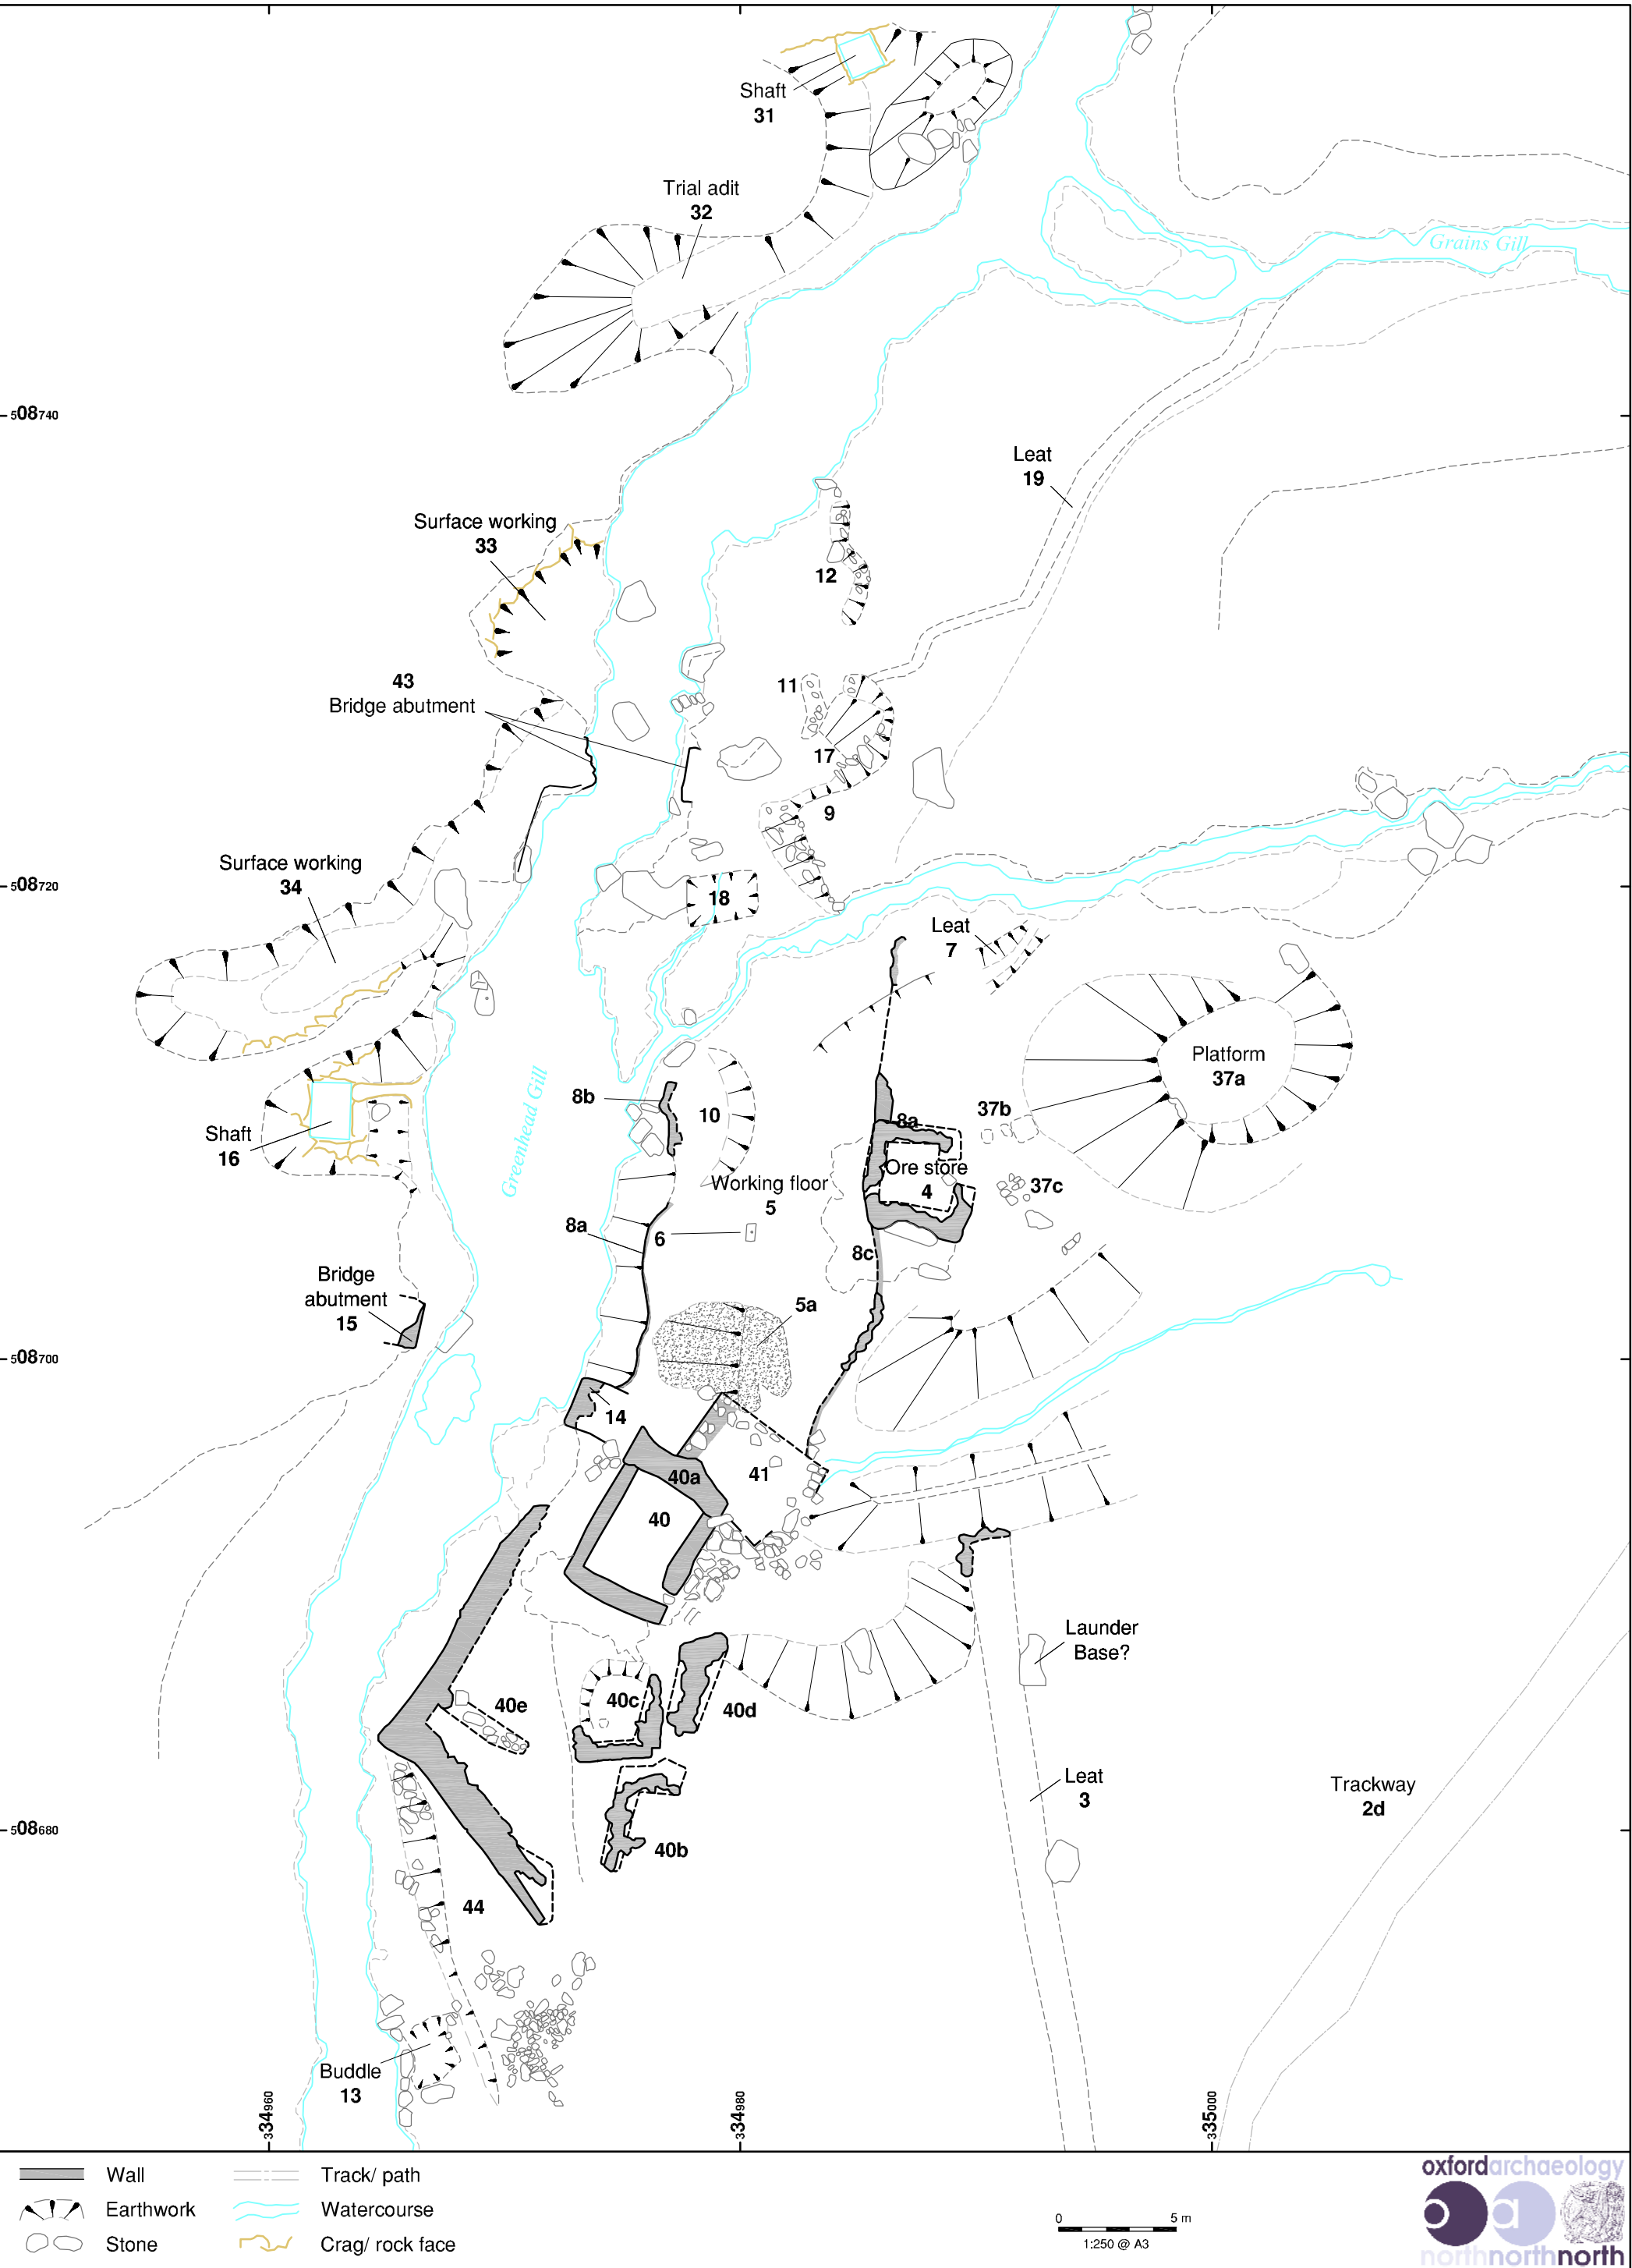 Shaft
31
Trial adit
32
Grains Gill
508740
Leat
19
Surface working
33
12
43
Bridge abutment
11
17
9
Surface working
34
508720
18
Leat
7
Platform
37a
8b
10
8a
37b
Shaft
16
Greenhead Gill
Ore store
4
Working floor
5
37c
8a
6
8c
Bridge
abutment
15
5a
508700
14
40a
41
40
Launder
Base?
40e
40c
40d
Leat
3
Trackway
2d
508680
40b
44
Buddle
13
334960
334980
335000
Wall
Track/ path
Earthwork
Watercourse
Stone
Crag/ rock face
0 5 m
1:250 @ A3
oxfordarchaeology
o a
northnorthnorth